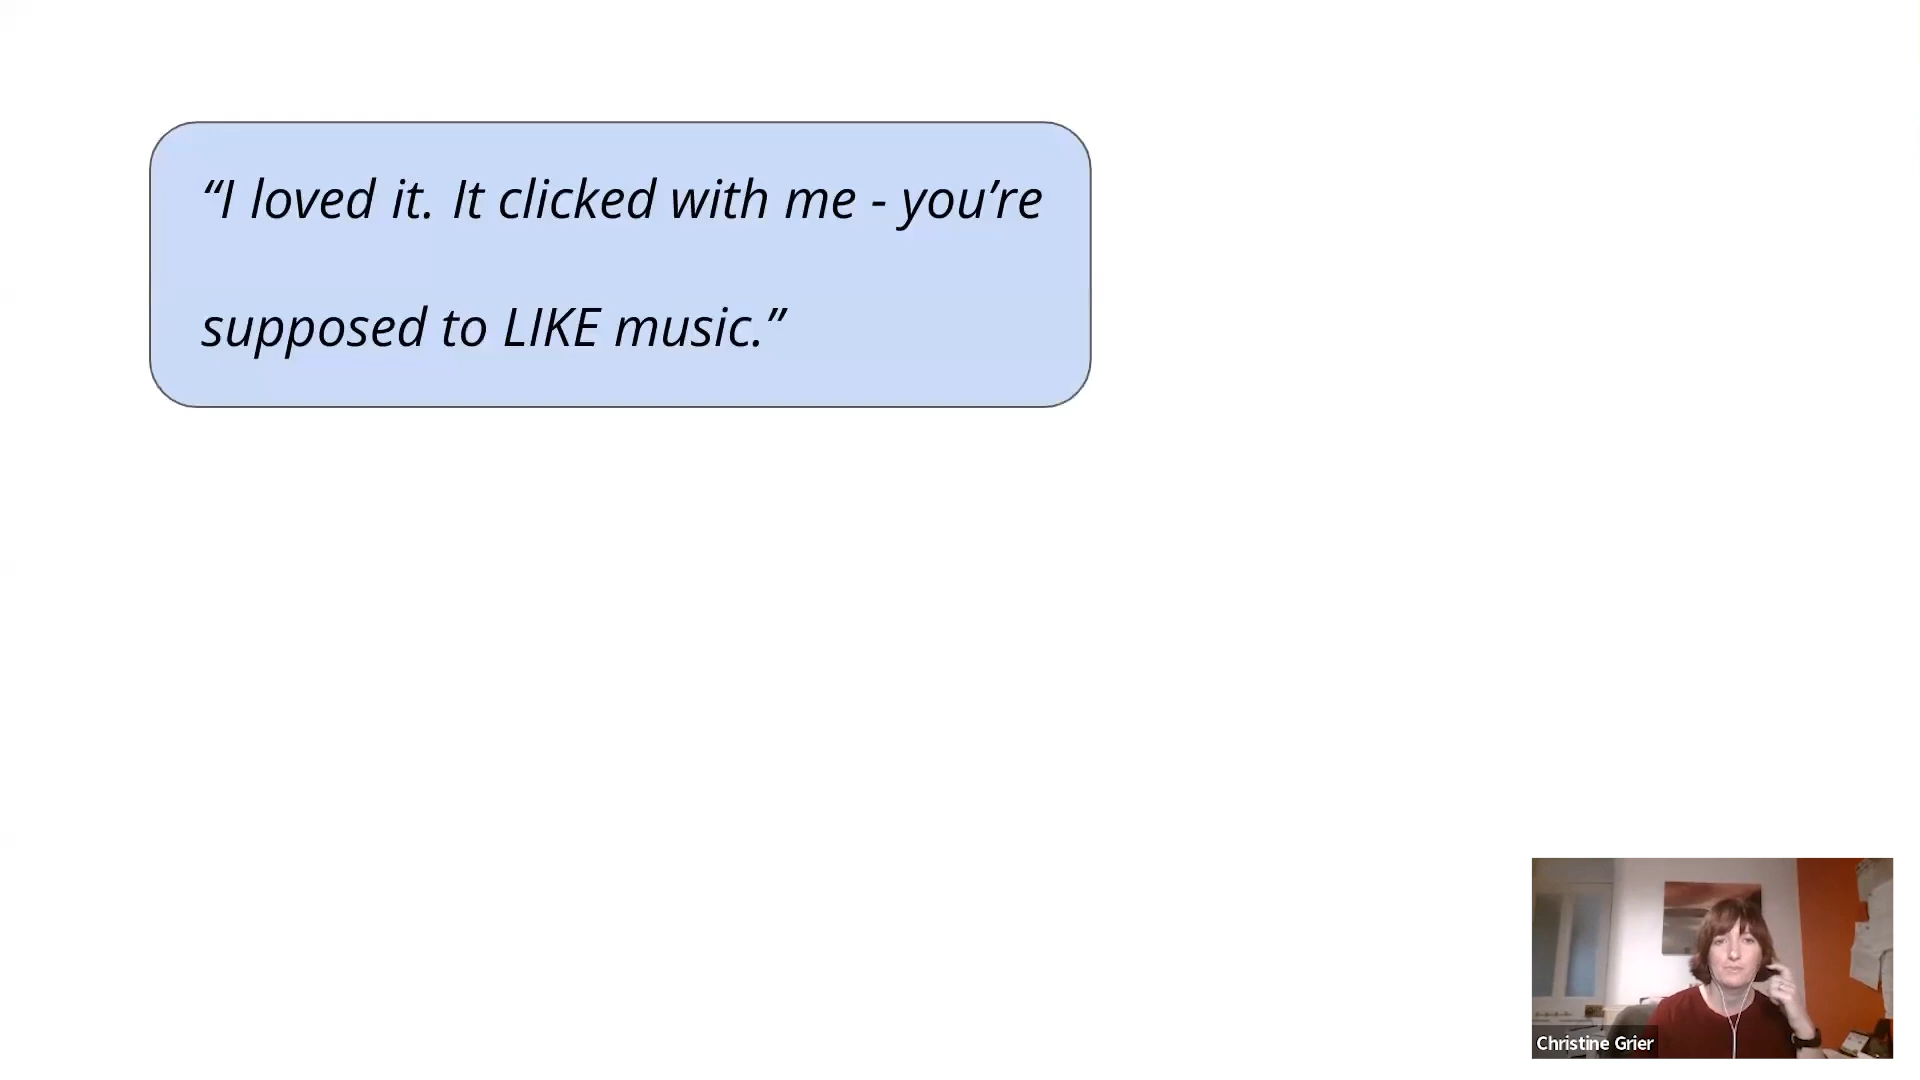 “I loved it. It clicked with me - you’re
supposed to LIKE music.”
Christine Grier